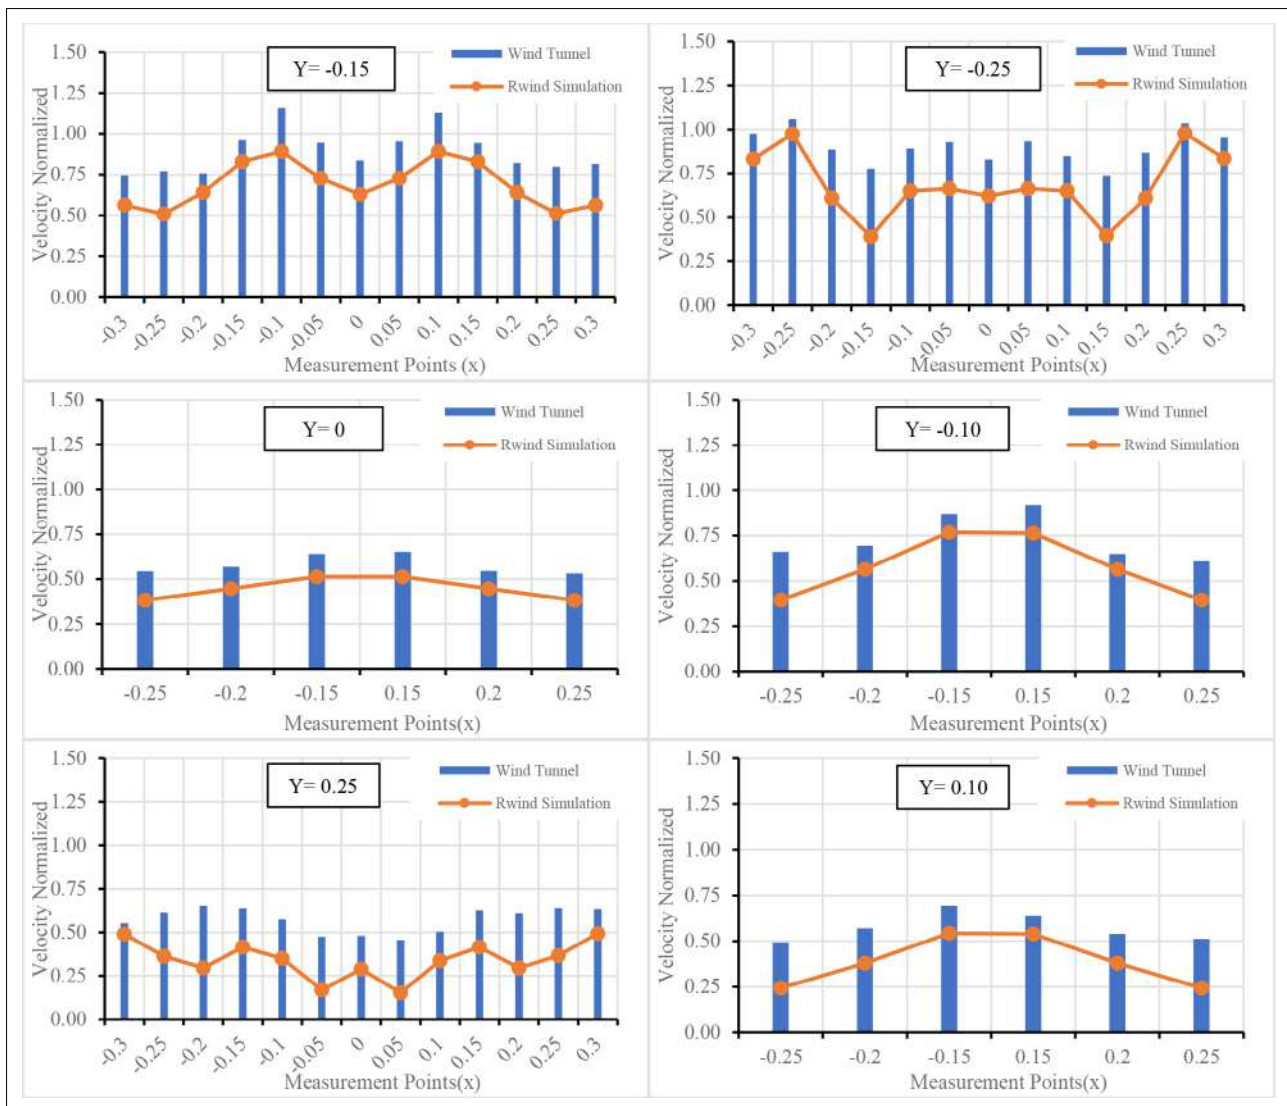 1.50
1.25
1.00
0.75
0.50
0.25
0.00
Velocity Normalized
Y= -0.15
Wind Tunnel
Rwind Simulation
-0.3 -0.25 -0.2 -0.15 -0.1 -0.05 0 0.05 0.1 0.15 0.2 0.25 0.3
Measurement Points (x)
1.50
1.25
1.00
0.75
0.50
0.25
0.00
Velocity Normalized
Y= -0.25
Wind Tunnel
Rwind Simulation
-0.3 -0.25 -0.2 -0.15 -0.1 -0.05 0 0.05 0.1 0.15 0.2 0.25 0.3
Measurement Points(x)
1.50
1.25
1.00
0.75
0.50
0.25
0.00
Velocity Normalized
Y= 0
Wind Tunnel
Rwind Simulation
-0.25 -0.2 -0.15 0.15 0.2 0.25
Measurement Points(x)
1.50
1.25
1.00
0.75
0.50
0.25
0.00
Velocity Normalized
Y= -0.10
Wind Tunnel
Rwind Simulation
-0.25 -0.2 -0.15 0.15 0.2 0.25
Measurement Points(x)
1.50
1.25
1.00
0.75
0.50
0.25
0.00
Velocity Normalized
Y= 0.25
Wind Tunnel
Rwind Simulation
-0.3 -0.25 -0.2 -0.15 -0.1 -0.05 0 0.05 0.1 0.15 0.2 0.25 0.3
Measurement Points(x)
1.50
1.25
1.00
0.75
0.50
0.25
0.00
Velocity Normalized
Y= 0.10
Wind Tunnel
Rwind Simulation
-0.25 -0.2 -0.15 0.15 0.2 0.25
Measurement Points(x)